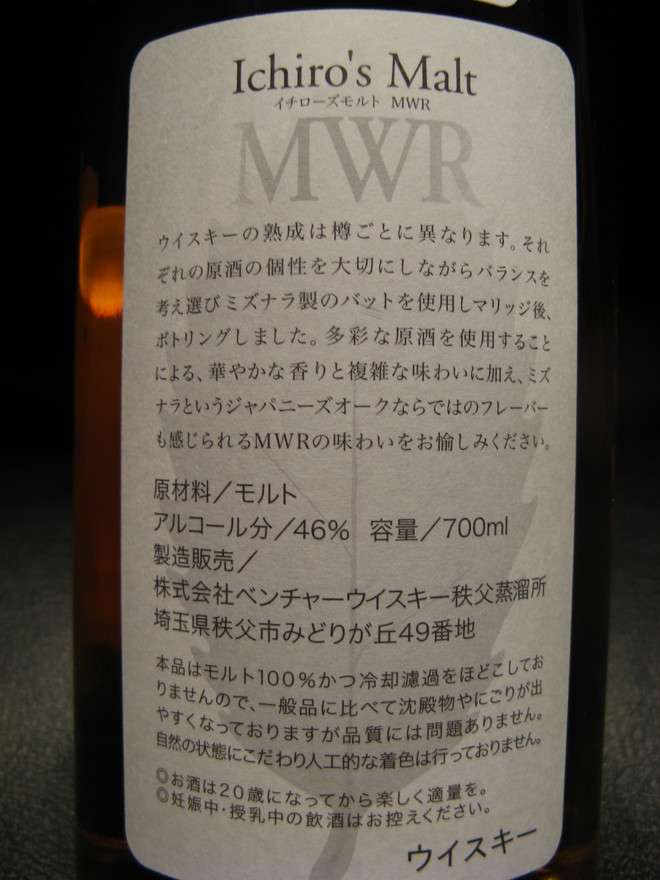 Ichiro's Malt
イチローズモルト MWR
MWR
ウイスキーの熟成は樽ごとに異なります。それ
ぞれの原酒の個性を大切にしながらバランスを
考え選びミズナラ製のバットを使用しマリッジ後、
ボトリングしました。多彩な原酒を使用すること
による、華やかな香りと複雑な味わいに加え、ミズ
ナラというジャパニーズオークならではのフレーバー
も感じられるMWRの味わいをお愉しみください。
原材料／モルト
アルコール分／46% 容量／700ml
製造販売／
株式会社ベンチャーウイスキー秩父蒸溜所
埼玉県秩父市みどりが丘49番地
本品はモルト100%かつ冷却濾過をほどこしてお
りませんので、一般品に比べて沈殿物やにごりが出
やすくなっておりますが品質には問題ありません。
自然の状態にこだわり人工的な着色は行っておりません。
◎お酒は20歳になってから楽しく適量を。
◎妊娠中・授乳中の飲酒はお控えください。
ウイスキー